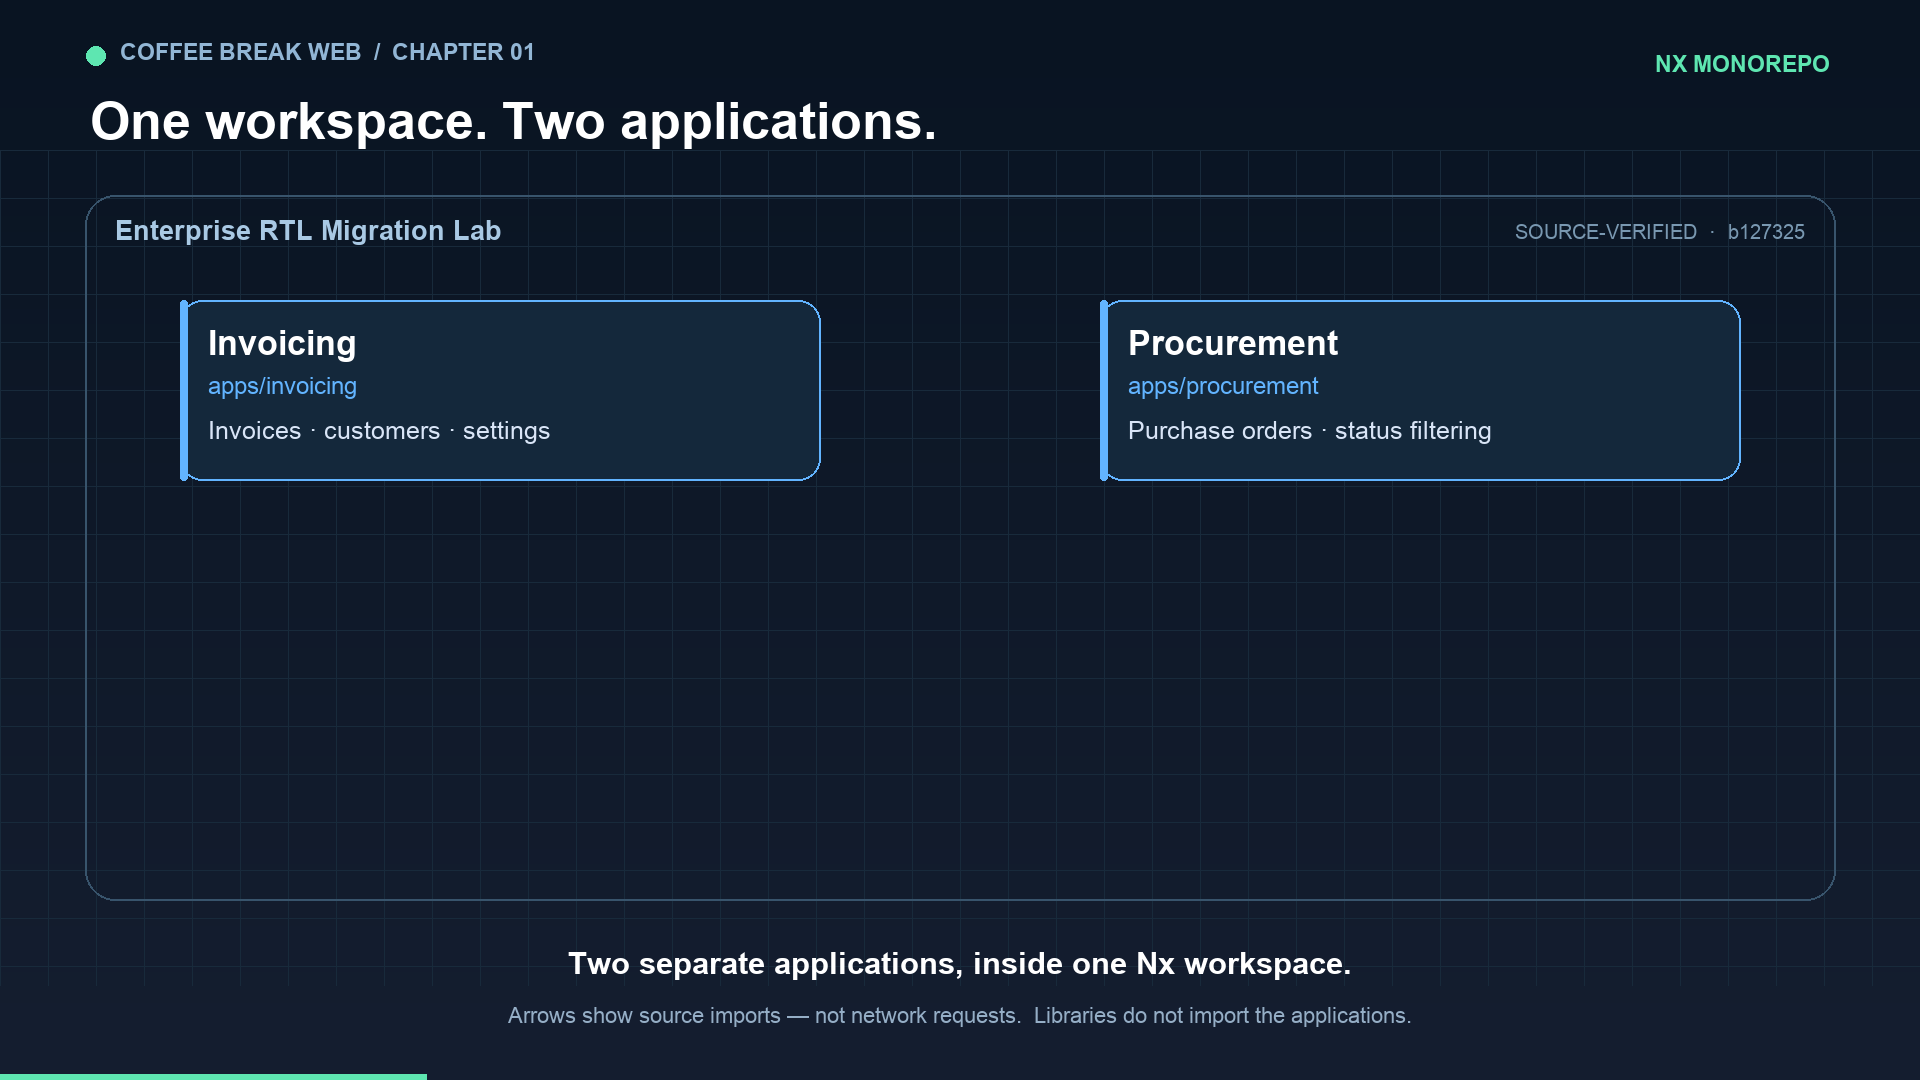 COFFEE BREAK WEB / CHAPTER 01
NX MONOREPO
One workspace. Two applications.
Enterprise RTL Migration Lab
SOURCE-VERIFIED · b127325
Invoicing
apps/invoicing
Invoices · customers · settings
Procurement
apps/procurement
Purchase orders · status filtering
Two separate applications, inside one Nx workspace.
Arrows show source imports — not network requests. Libraries do not import the applications.